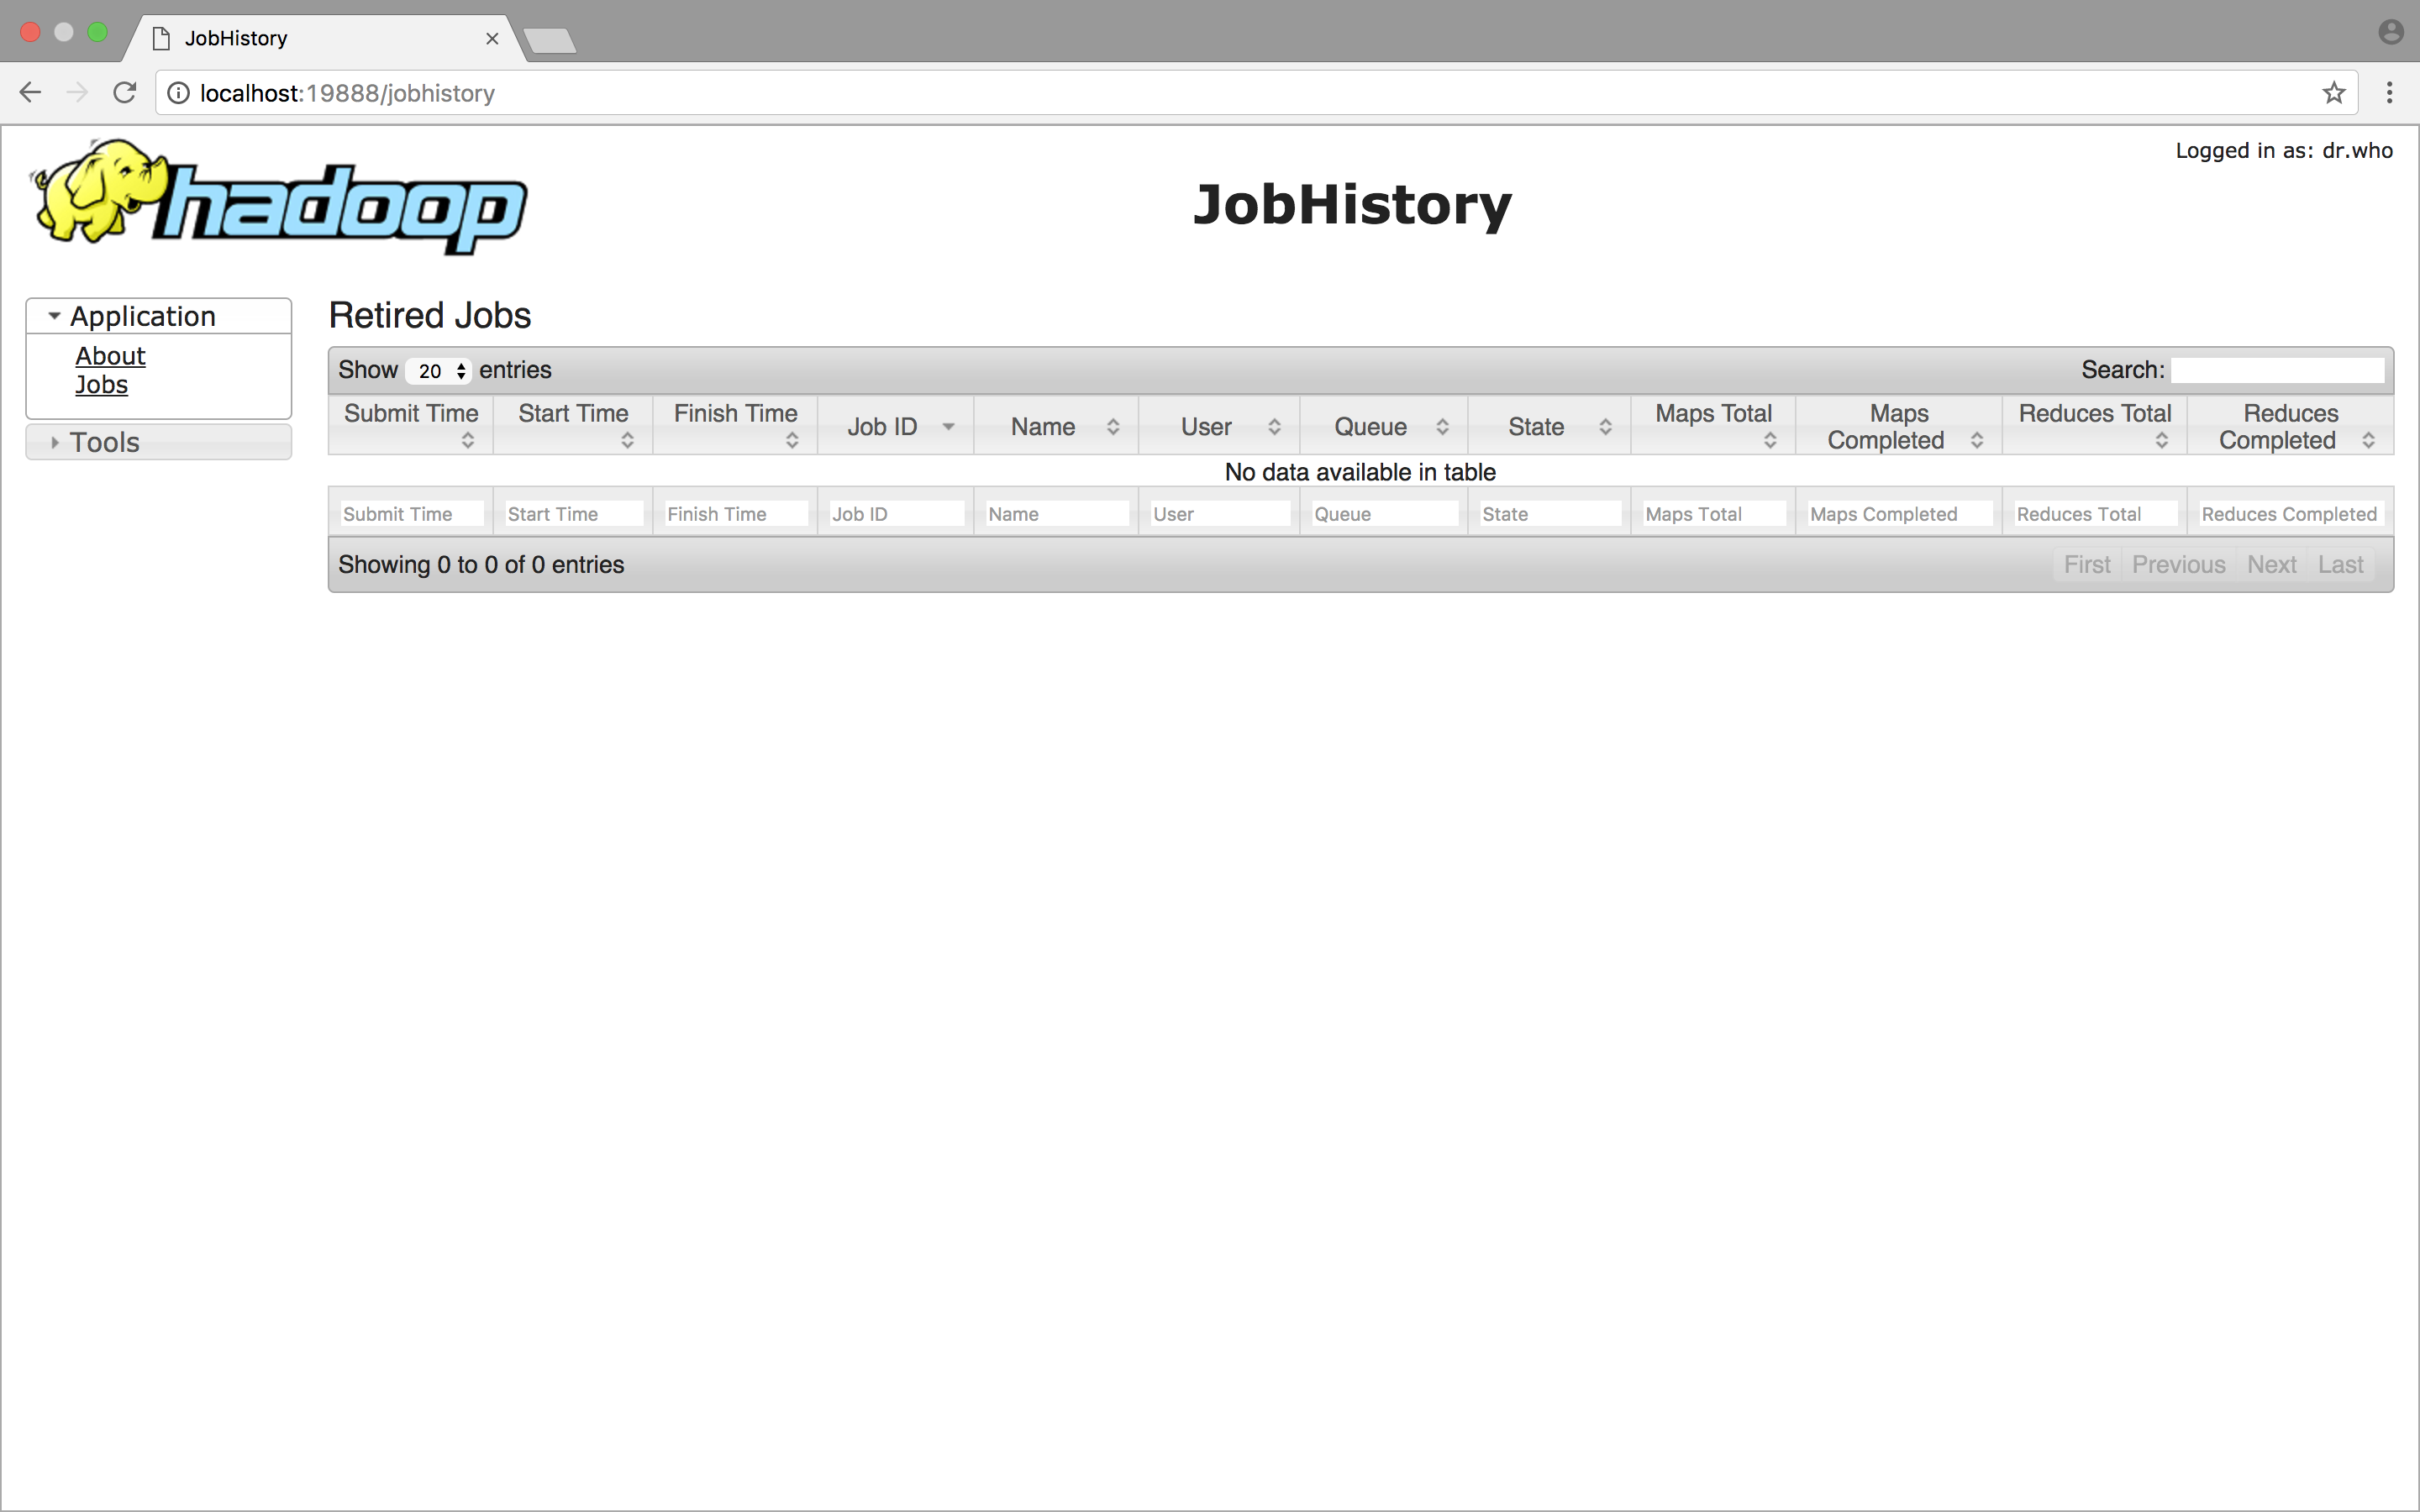 JobHistory
localhost:19888/jobhistory
Logged in as: dr.who
hadoop
JobHistory
Application
About
Jobs
Tools
Retired Jobs
Show 20 entries
Search:
Submit Time Start Time Finish Time Job ID Name User Queue State Maps Total Maps Completed Reduces Total Reduces Completed
No data available in table
Submit Time Start Time Finish Time Job ID Name User Queue State Maps Total Maps Completed Reduces Total Reduces Completed
Showing 0 to 0 of 0 entries
First Previous Next Last